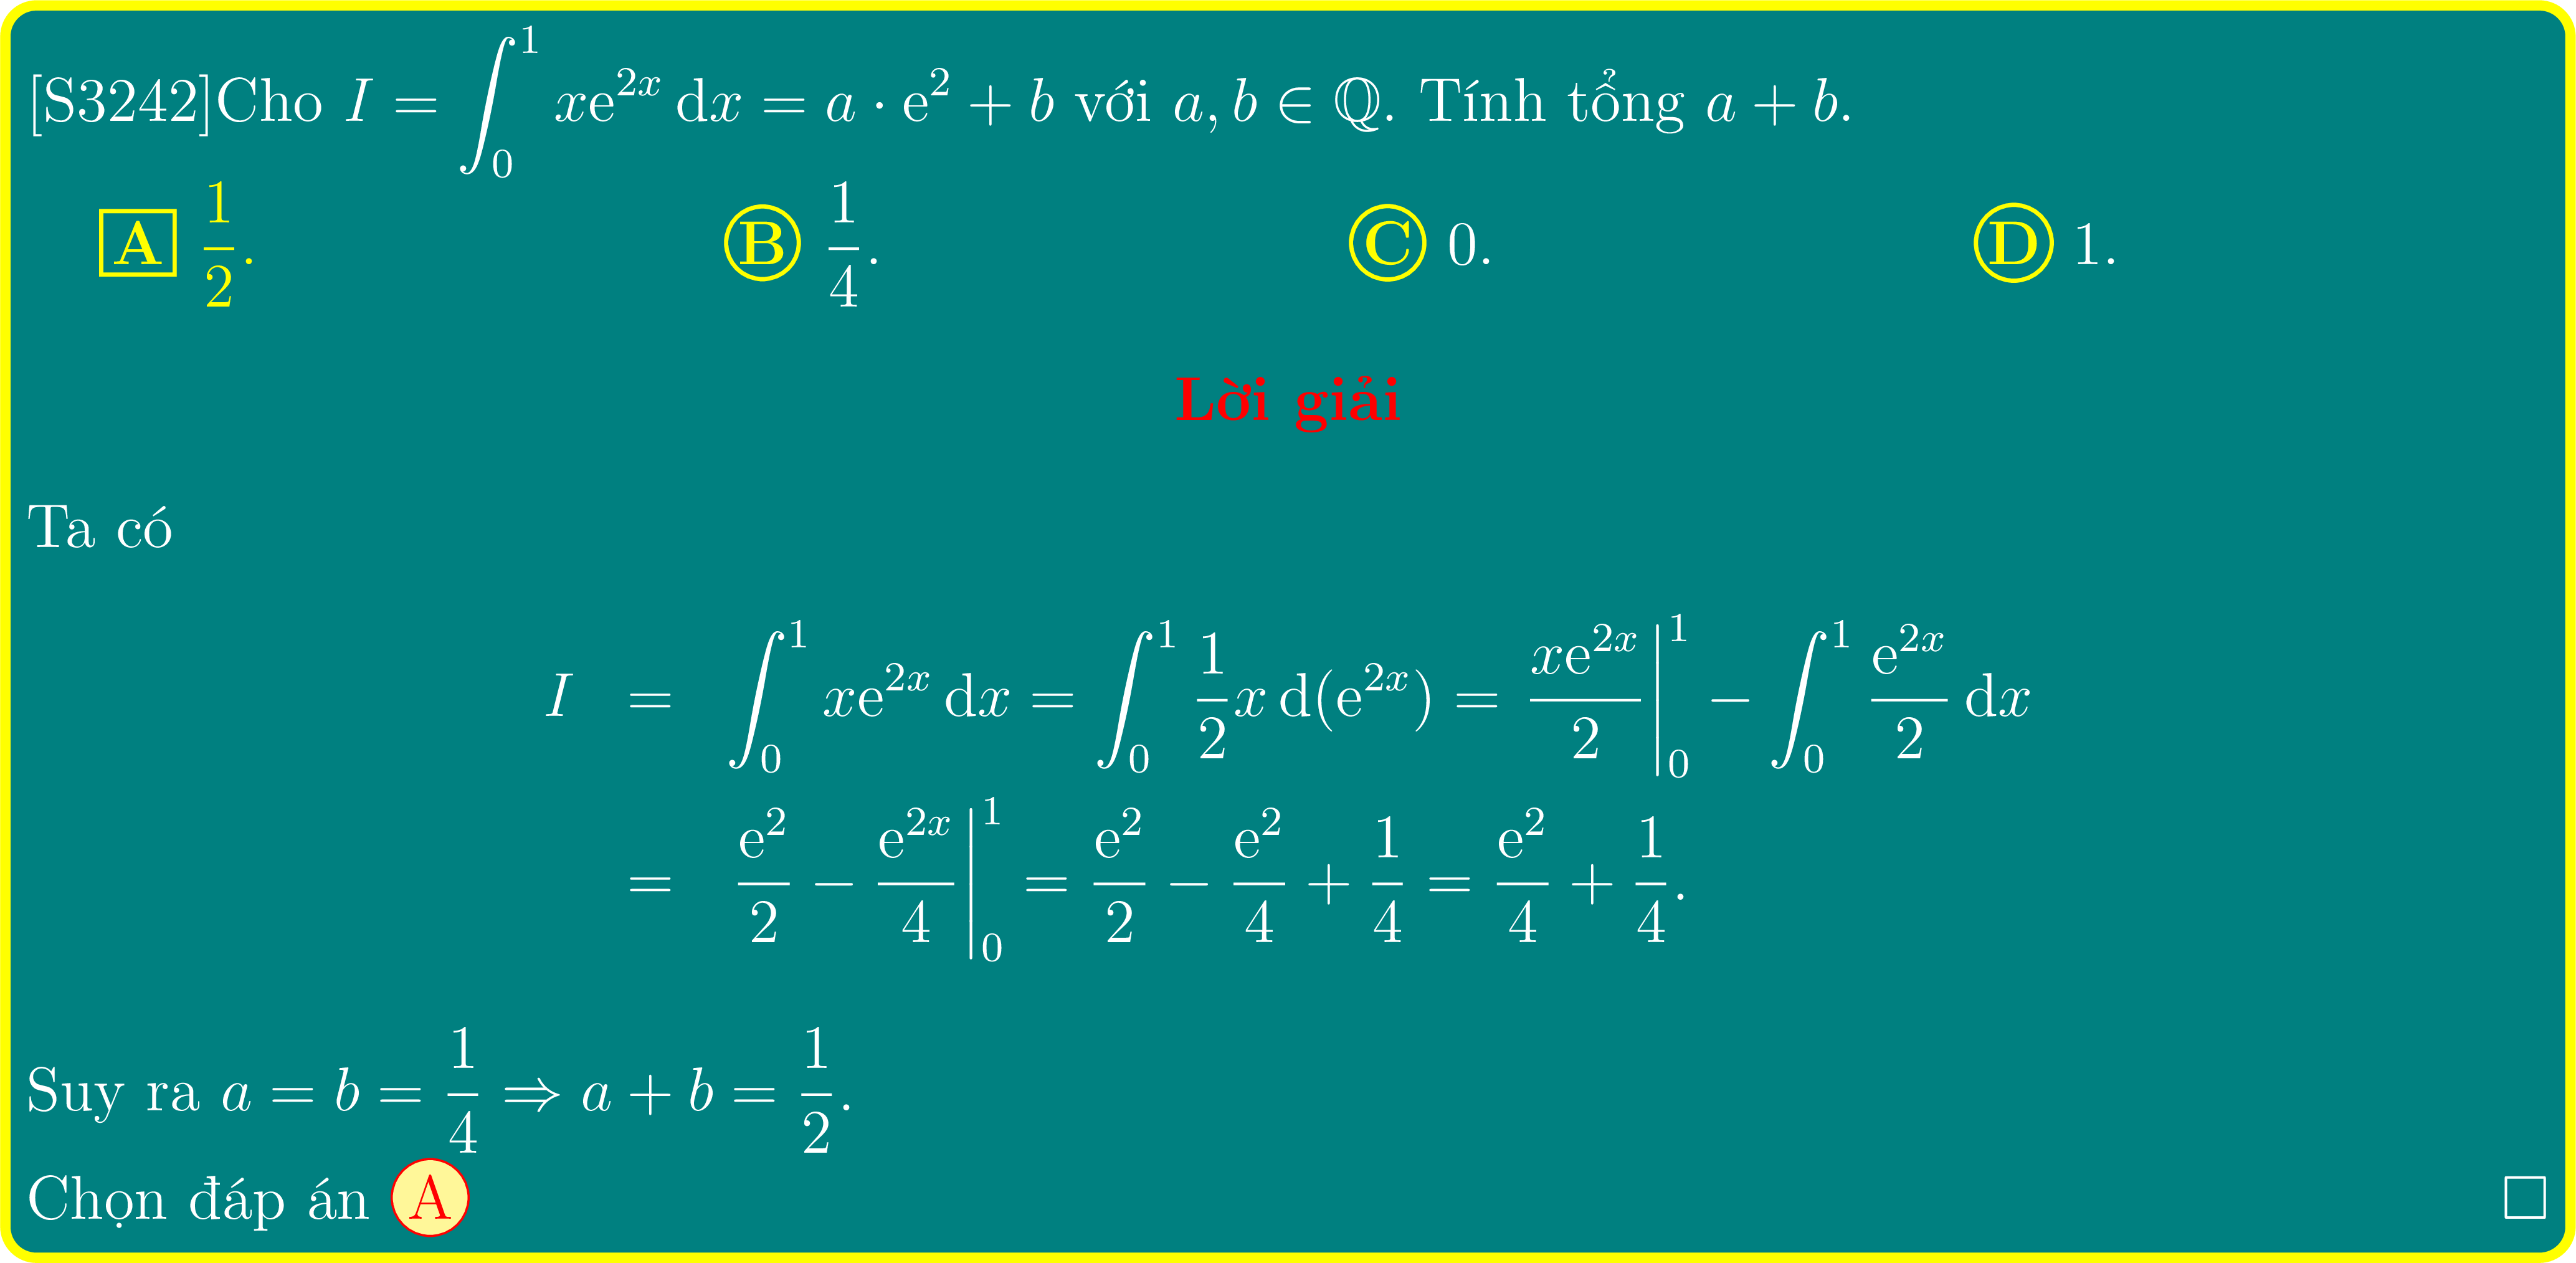 [S3242]Cho $I = \int_0^1 x\mathrm{e}^{2x}\,\mathrm{d}x = a \cdot \mathrm{e}^2 + b$ với $a, b \in \mathbb{Q}$. Tính tổng $a + b$.
A $\frac{1}{2}$. B $\frac{1}{4}$. C 0. D 1.
Lời giải
Ta có
$I = \int_0^1 x\mathrm{e}^{2x}\,\mathrm{d}x = \int_0^1 \frac{1}{2}x\,\mathrm{d}(\mathrm{e}^{2x}) = \left.\frac{x\mathrm{e}^{2x}}{2}\right|_0^1 - \int_0^1 \frac{\mathrm{e}^{2x}}{2}\,\mathrm{d}x$
$= \frac{\mathrm{e}^2}{2} - \left.\frac{\mathrm{e}^{2x}}{4}\right|_0^1 = \frac{\mathrm{e}^2}{2} - \frac{\mathrm{e}^2}{4} + \frac{1}{4} = \frac{\mathrm{e}^2}{4} + \frac{1}{4}.$
Suy ra $a = b = \frac{1}{4} \Rightarrow a + b = \frac{1}{2}$.
Chọn đáp án A □